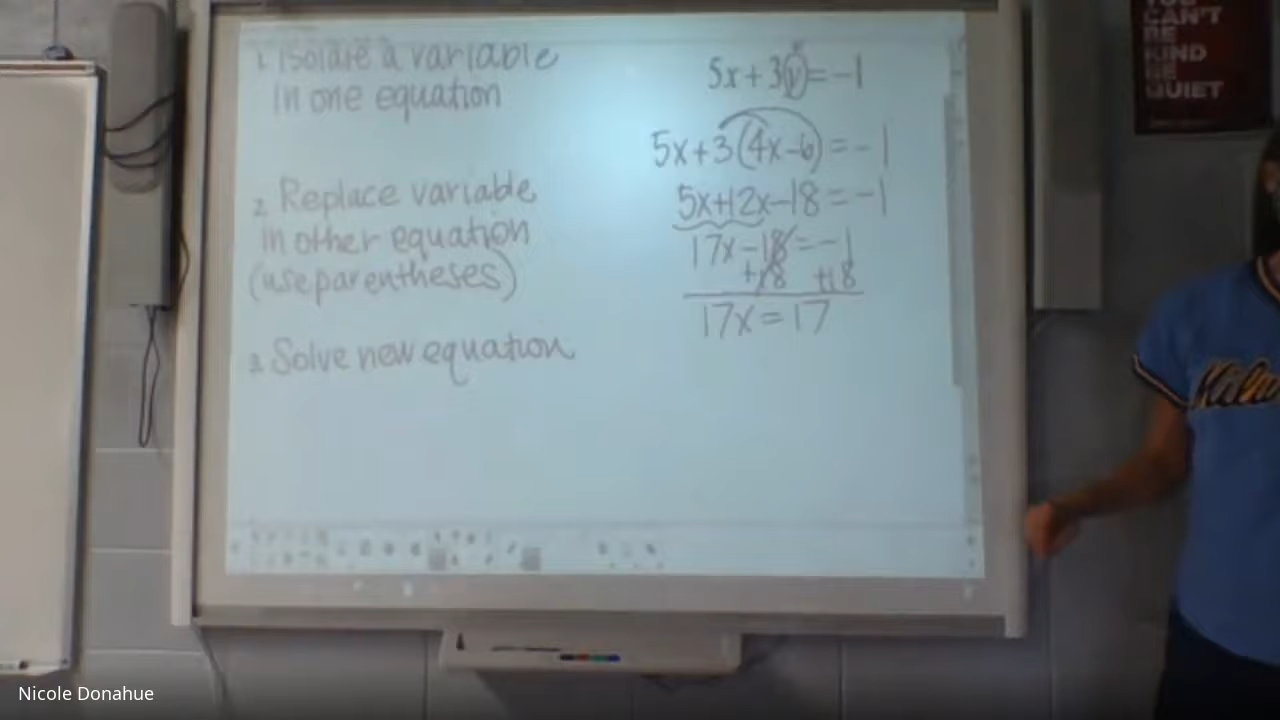 1. Isolate a variable
in one equation
2. Replace variable
in other equation
(use parentheses)
3. Solve new equation
5x + 3y = -1
5x + 3(4x-6) = -1
5x+12x-18 = -1
17x - 18 = -1
+18 +18
17x = 17
YOU
CAN'T
BE
KIND
BE
QUIET
Nicole Donahue